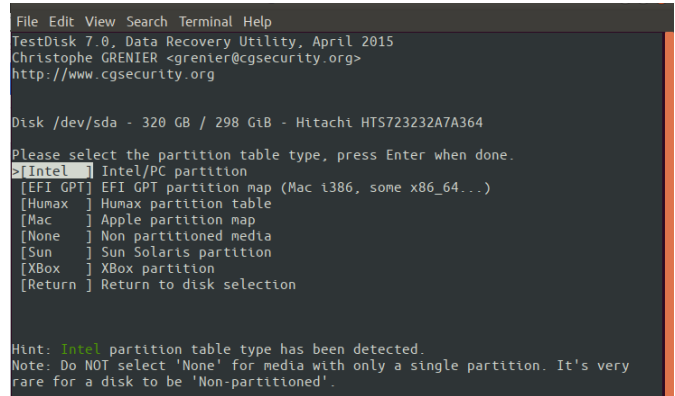 File Edit View Search Terminal Help
TestDisk 7.0, Data Recovery Utility, April 2015
Christophe GRENIER <grenier@cgsecurity.org>
http://www.cgsecurity.org
Disk /dev/sda - 320 GB / 298 GiB - Hitachi HTS723232A7A364
Please select the partition table type, press Enter when done.
>[Intel  ] Intel/PC partition
[EFI GPT] EFI GPT partition map (Mac i386, some x86_64...)
[Humax  ] Humax partition table
[Mac    ] Apple partition map
[None   ] Non partitioned media
[Sun    ] Sun Solaris partition
[XBox   ] XBox partition
[Return ] Return to disk selection
Hint: Intel partition table type has been detected.
Note: Do NOT select 'None' for media with only a single partition. It's very
rare for a disk to be 'Non-partitioned'.